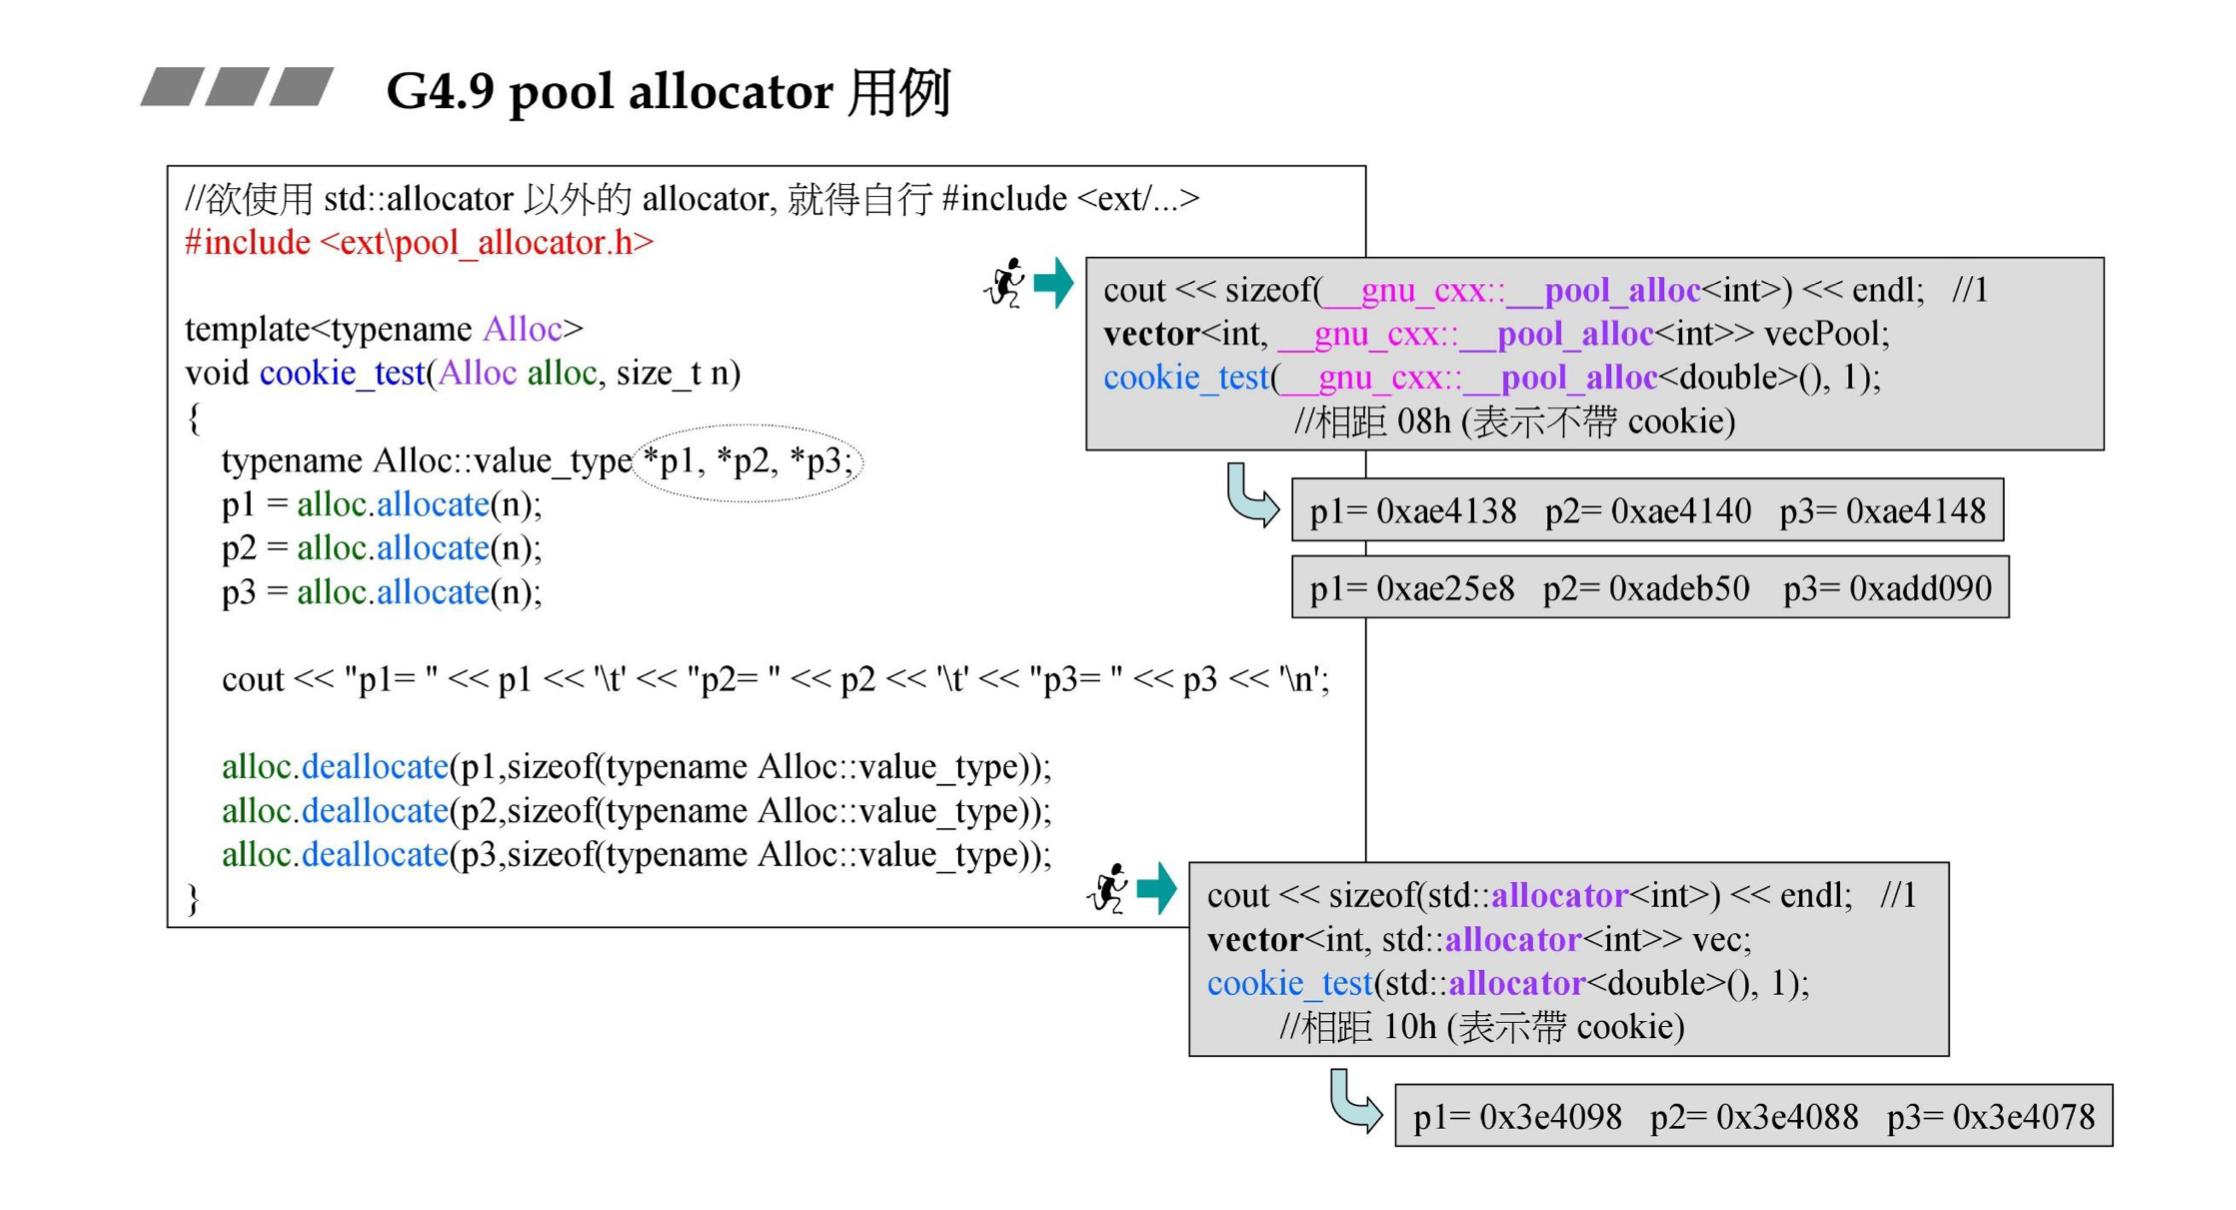 G4.9 pool allocator 用例
//欲使用 std::allocator 以外的 allocator, 就得自行 #include <ext/...>
#include <ext\pool_allocator.h>
template<typename Alloc>
void cookie_test(Alloc alloc, size_t n)
{
typename Alloc::value_type *p1, *p2, *p3;
p1 = alloc.allocate(n);
p2 = alloc.allocate(n);
p3 = alloc.allocate(n);
cout << "p1= " << p1 << '\t' << "p2= " << p2 << '\t' << "p3= " << p3 << '\n';
alloc.deallocate(p1,sizeof(typename Alloc::value_type));
alloc.deallocate(p2,sizeof(typename Alloc::value_type));
alloc.deallocate(p3,sizeof(typename Alloc::value_type));
}
cout << sizeof(__gnu_cxx::__pool_alloc<int>) << endl; //1
vector<int, __gnu_cxx::__pool_alloc<int>> vecPool;
cookie_test(__gnu_cxx::__pool_alloc<double>(), 1);
//相距 08h (表示不帶 cookie)
p1= 0xae4138 p2= 0xae4140 p3= 0xae4148
p1= 0xae25e8 p2= 0xadeb50 p3= 0xadd090
cout << sizeof(std::allocator<int>) << endl; //1
vector<int, std::allocator<int>> vec;
cookie_test(std::allocator<double>(), 1);
//相距 10h (表示帶 cookie)
p1= 0x3e4098 p2= 0x3e4088 p3= 0x3e4078